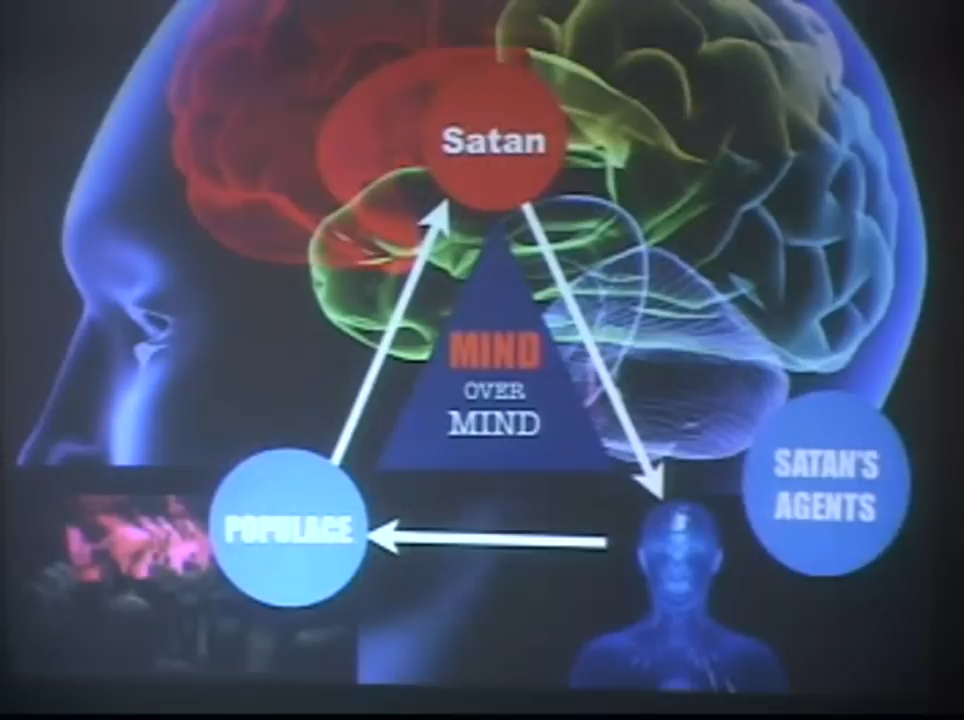 Satan
MIND
OVER
MIND
SATAN'S
AGENTS
POPULACE